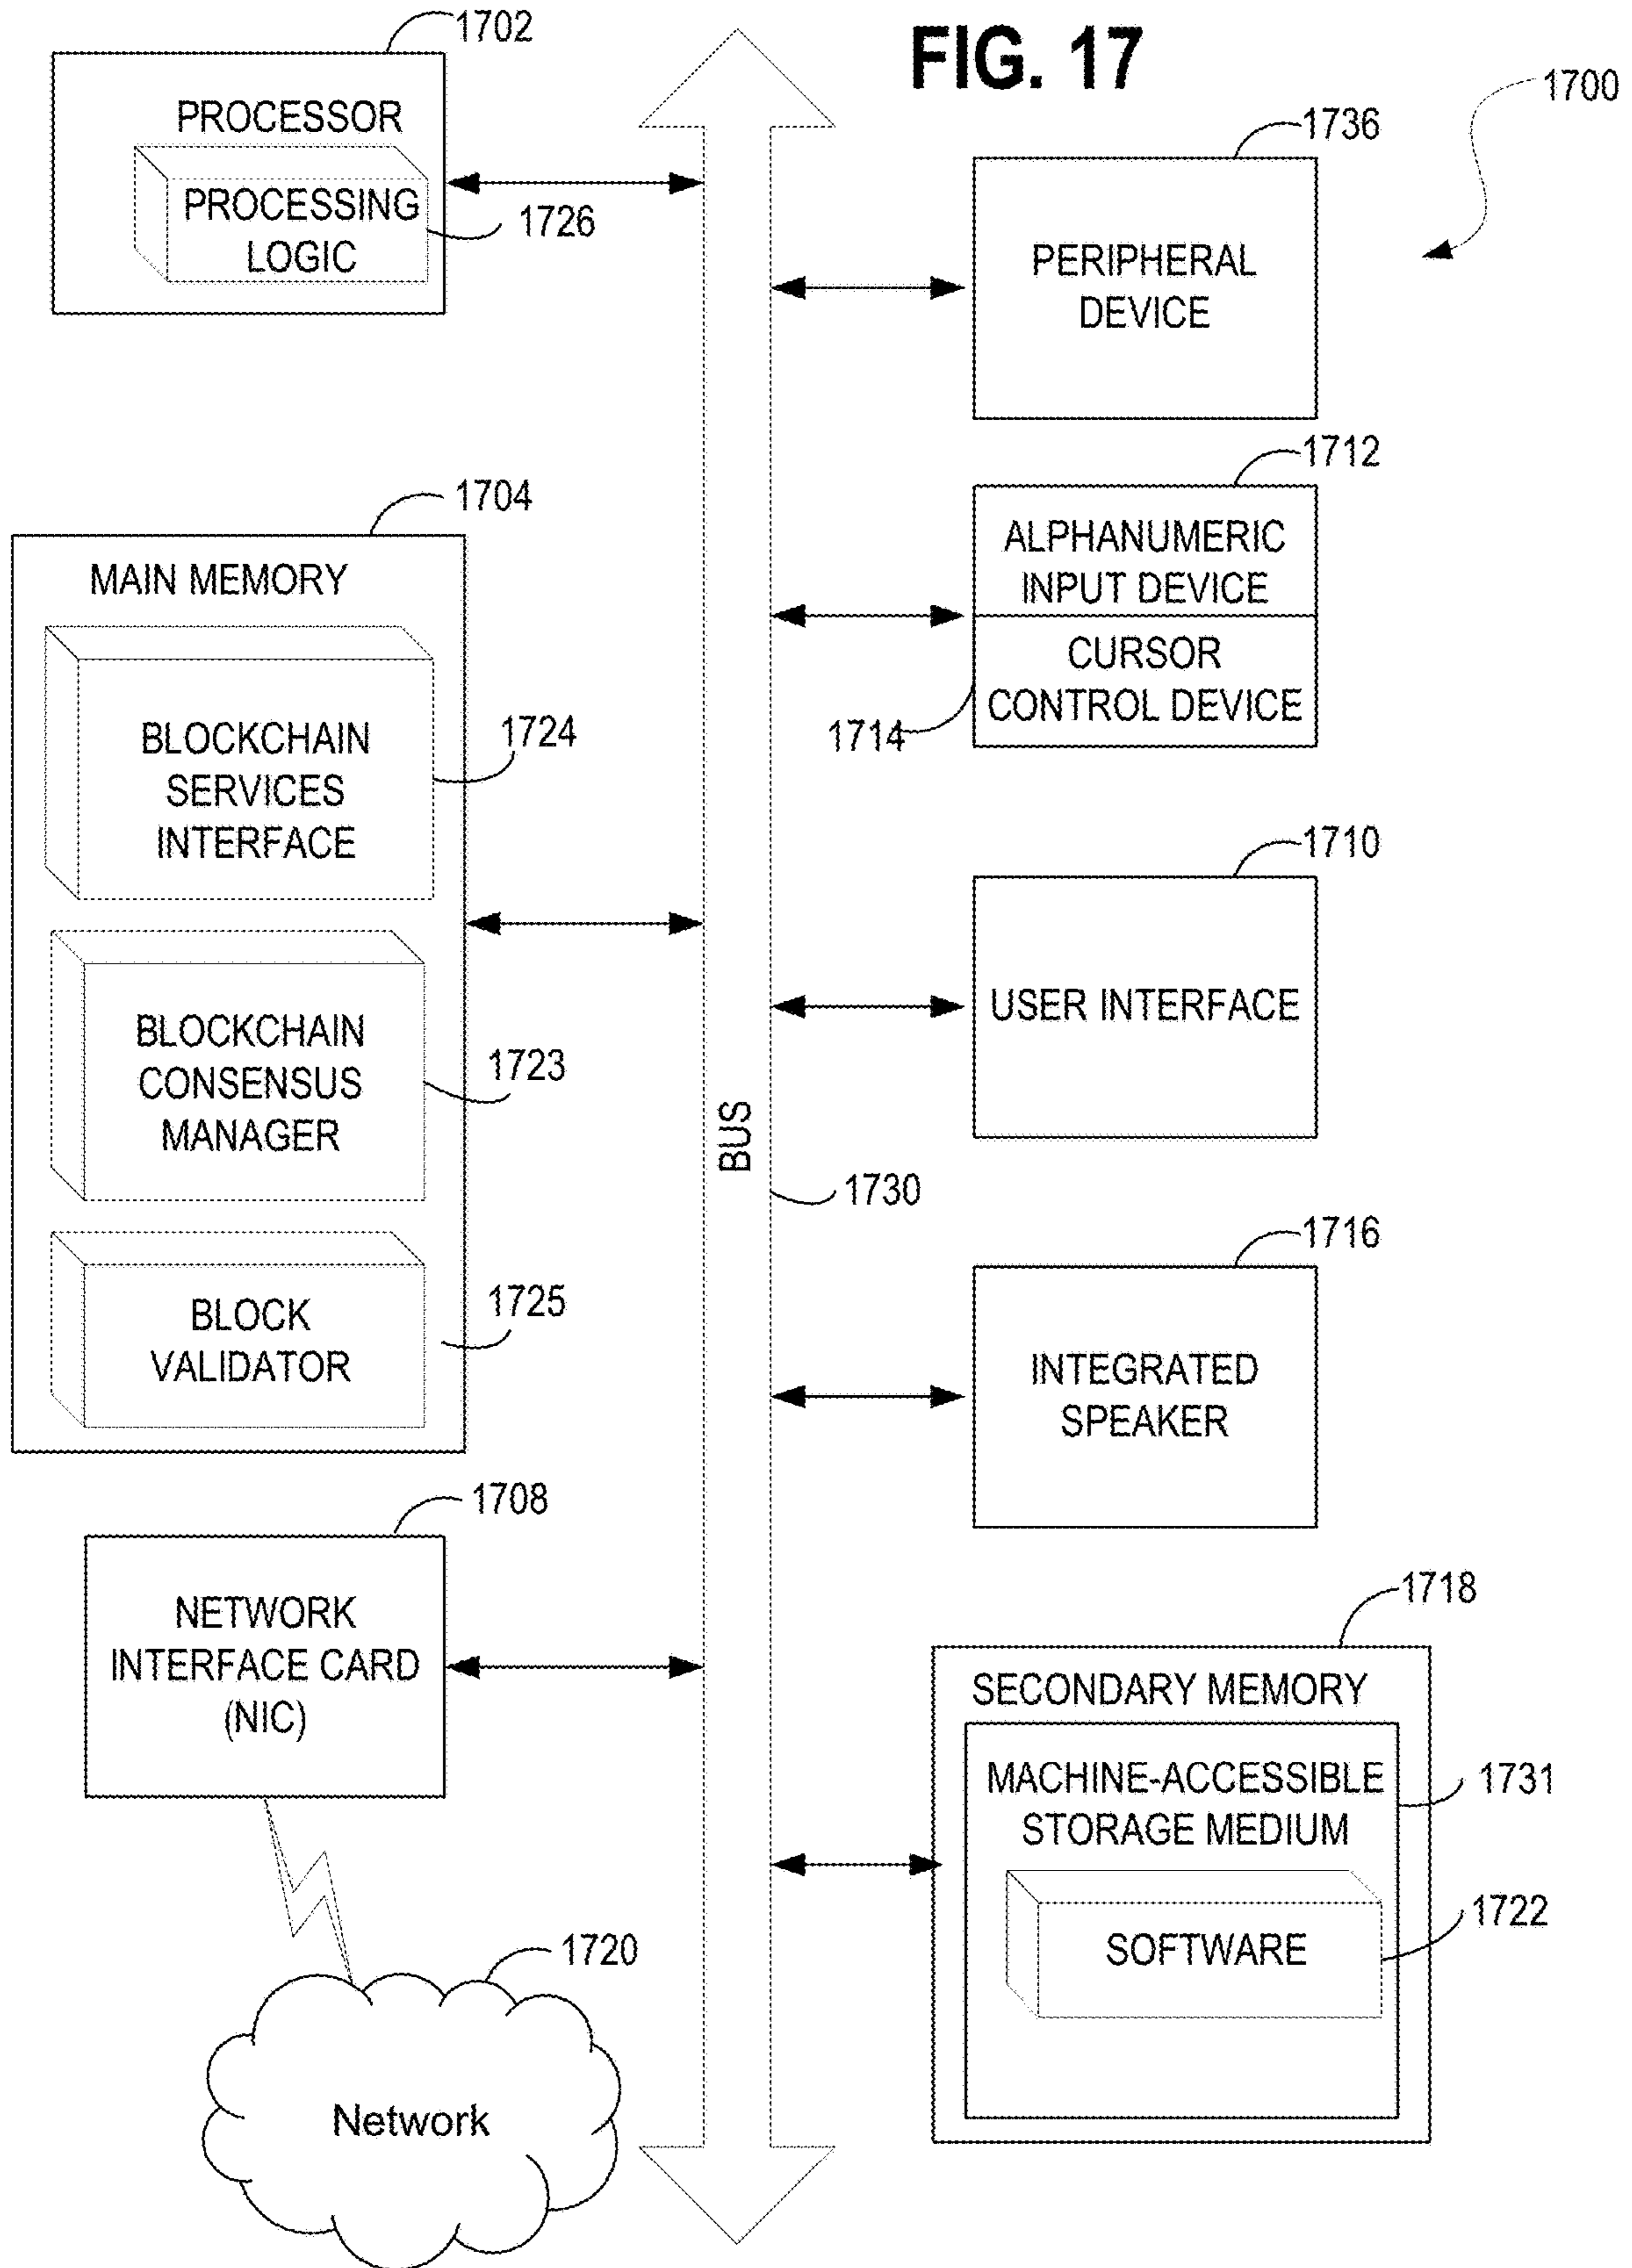 FIG. 17
1700
1702
PROCESSOR
PROCESSING
LOGIC
1726
1736
PERIPHERAL
DEVICE
1712
ALPHANUMERIC
INPUT DEVICE
CURSOR
CONTROL DEVICE
1714
1704
MAIN MEMORY
BLOCKCHAIN
SERVICES
INTERFACE
1724
BLOCKCHAIN
CONSENSUS
MANAGER
1723
BLOCK
VALIDATOR
1725
1710
USER INTERFACE
BUS
1730
1716
INTEGRATED
SPEAKER
1708
NETWORK
INTERFACE CARD
(NIC)
1718
SECONDARY MEMORY
MACHINE-ACCESSIBLE
STORAGE MEDIUM
1731
SOFTWARE
1722
1720
Network